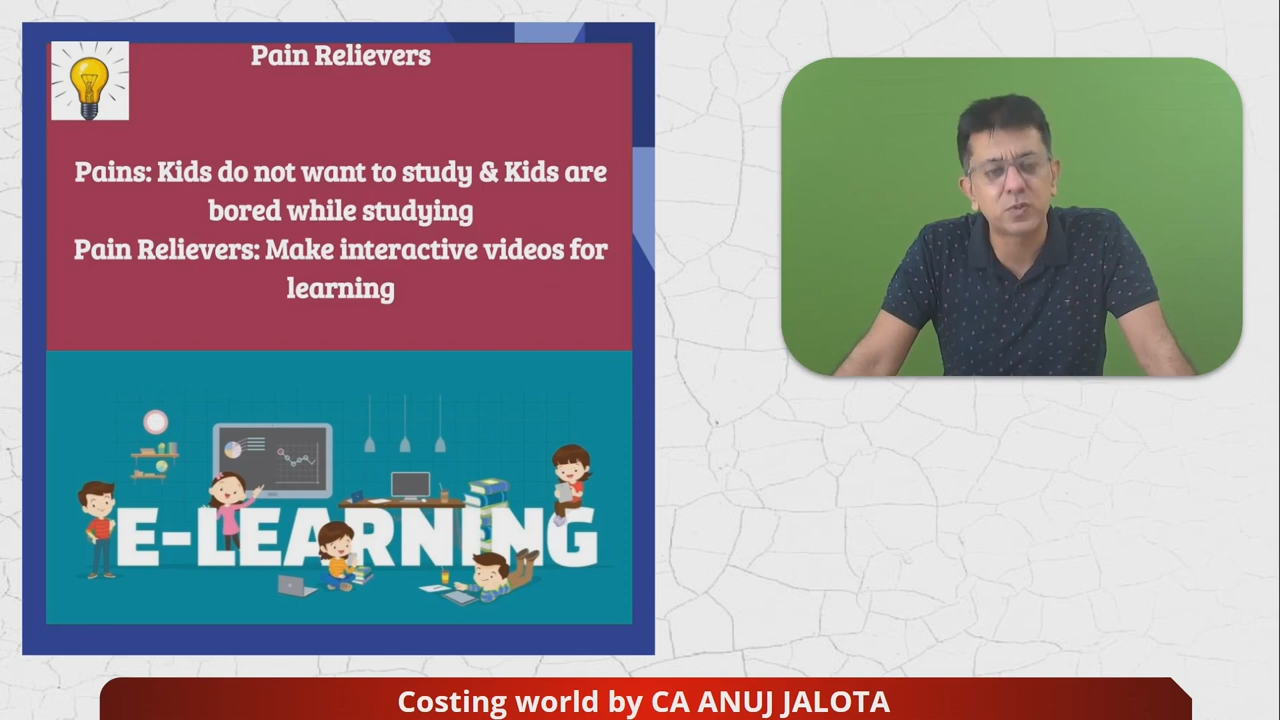 Pain Relievers
Pains: Kids do not want to study & Kids are
bored while studying
Pain Relievers: Make interactive videos for
learning
E-LEARNING
Costing world by CA ANUJ JALOTA